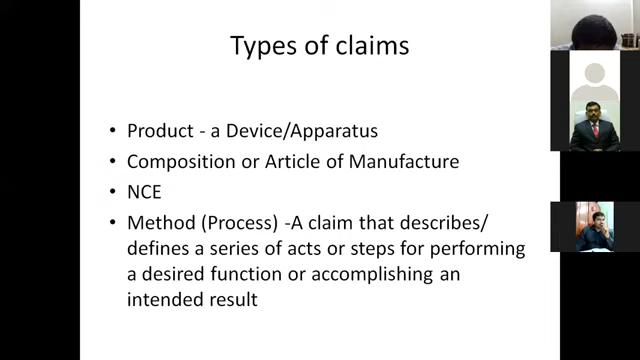 Types of claims
• Product - a Device/Apparatus
• Composition or Article of Manufacture
• NCE
• Method (Process) -A claim that describes/
defines a series of acts or steps for performing
a desired function or accomplishing an
intended result